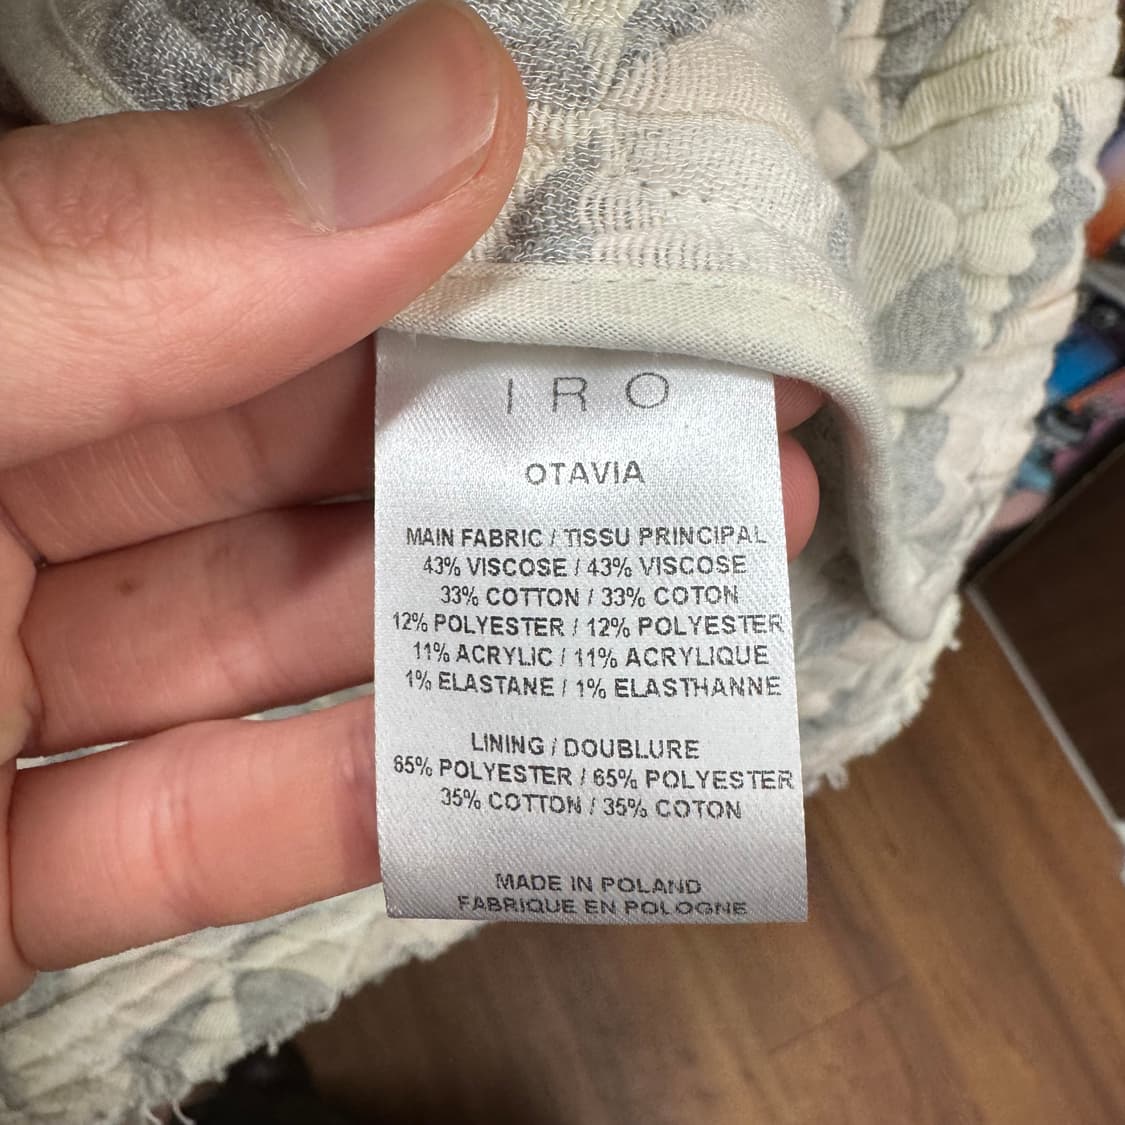 IRO
OTAVIA
MAIN FABRIC / TISSU PRINCIPAL
43% VISCOSE / 43% VISCOSE
33% COTTON / 33% COTON
12% POLYESTER / 12% POLYESTER
11% ACRYLIC / 11% ACRYLIQUE
1% ELASTANE / 1% ELASTHANNE
LINING / DOUBLURE
65% POLYESTER / 65% POLYESTER
35% COTTON / 35% COTON
MADE IN POLAND
FABRIQUE EN POLOGNE